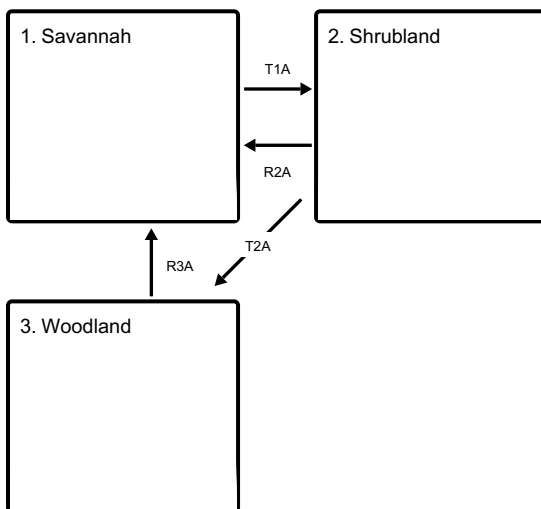 1. Savannah
2. Shrubland
T1A
R2A
T2A
R3A
3. Woodland